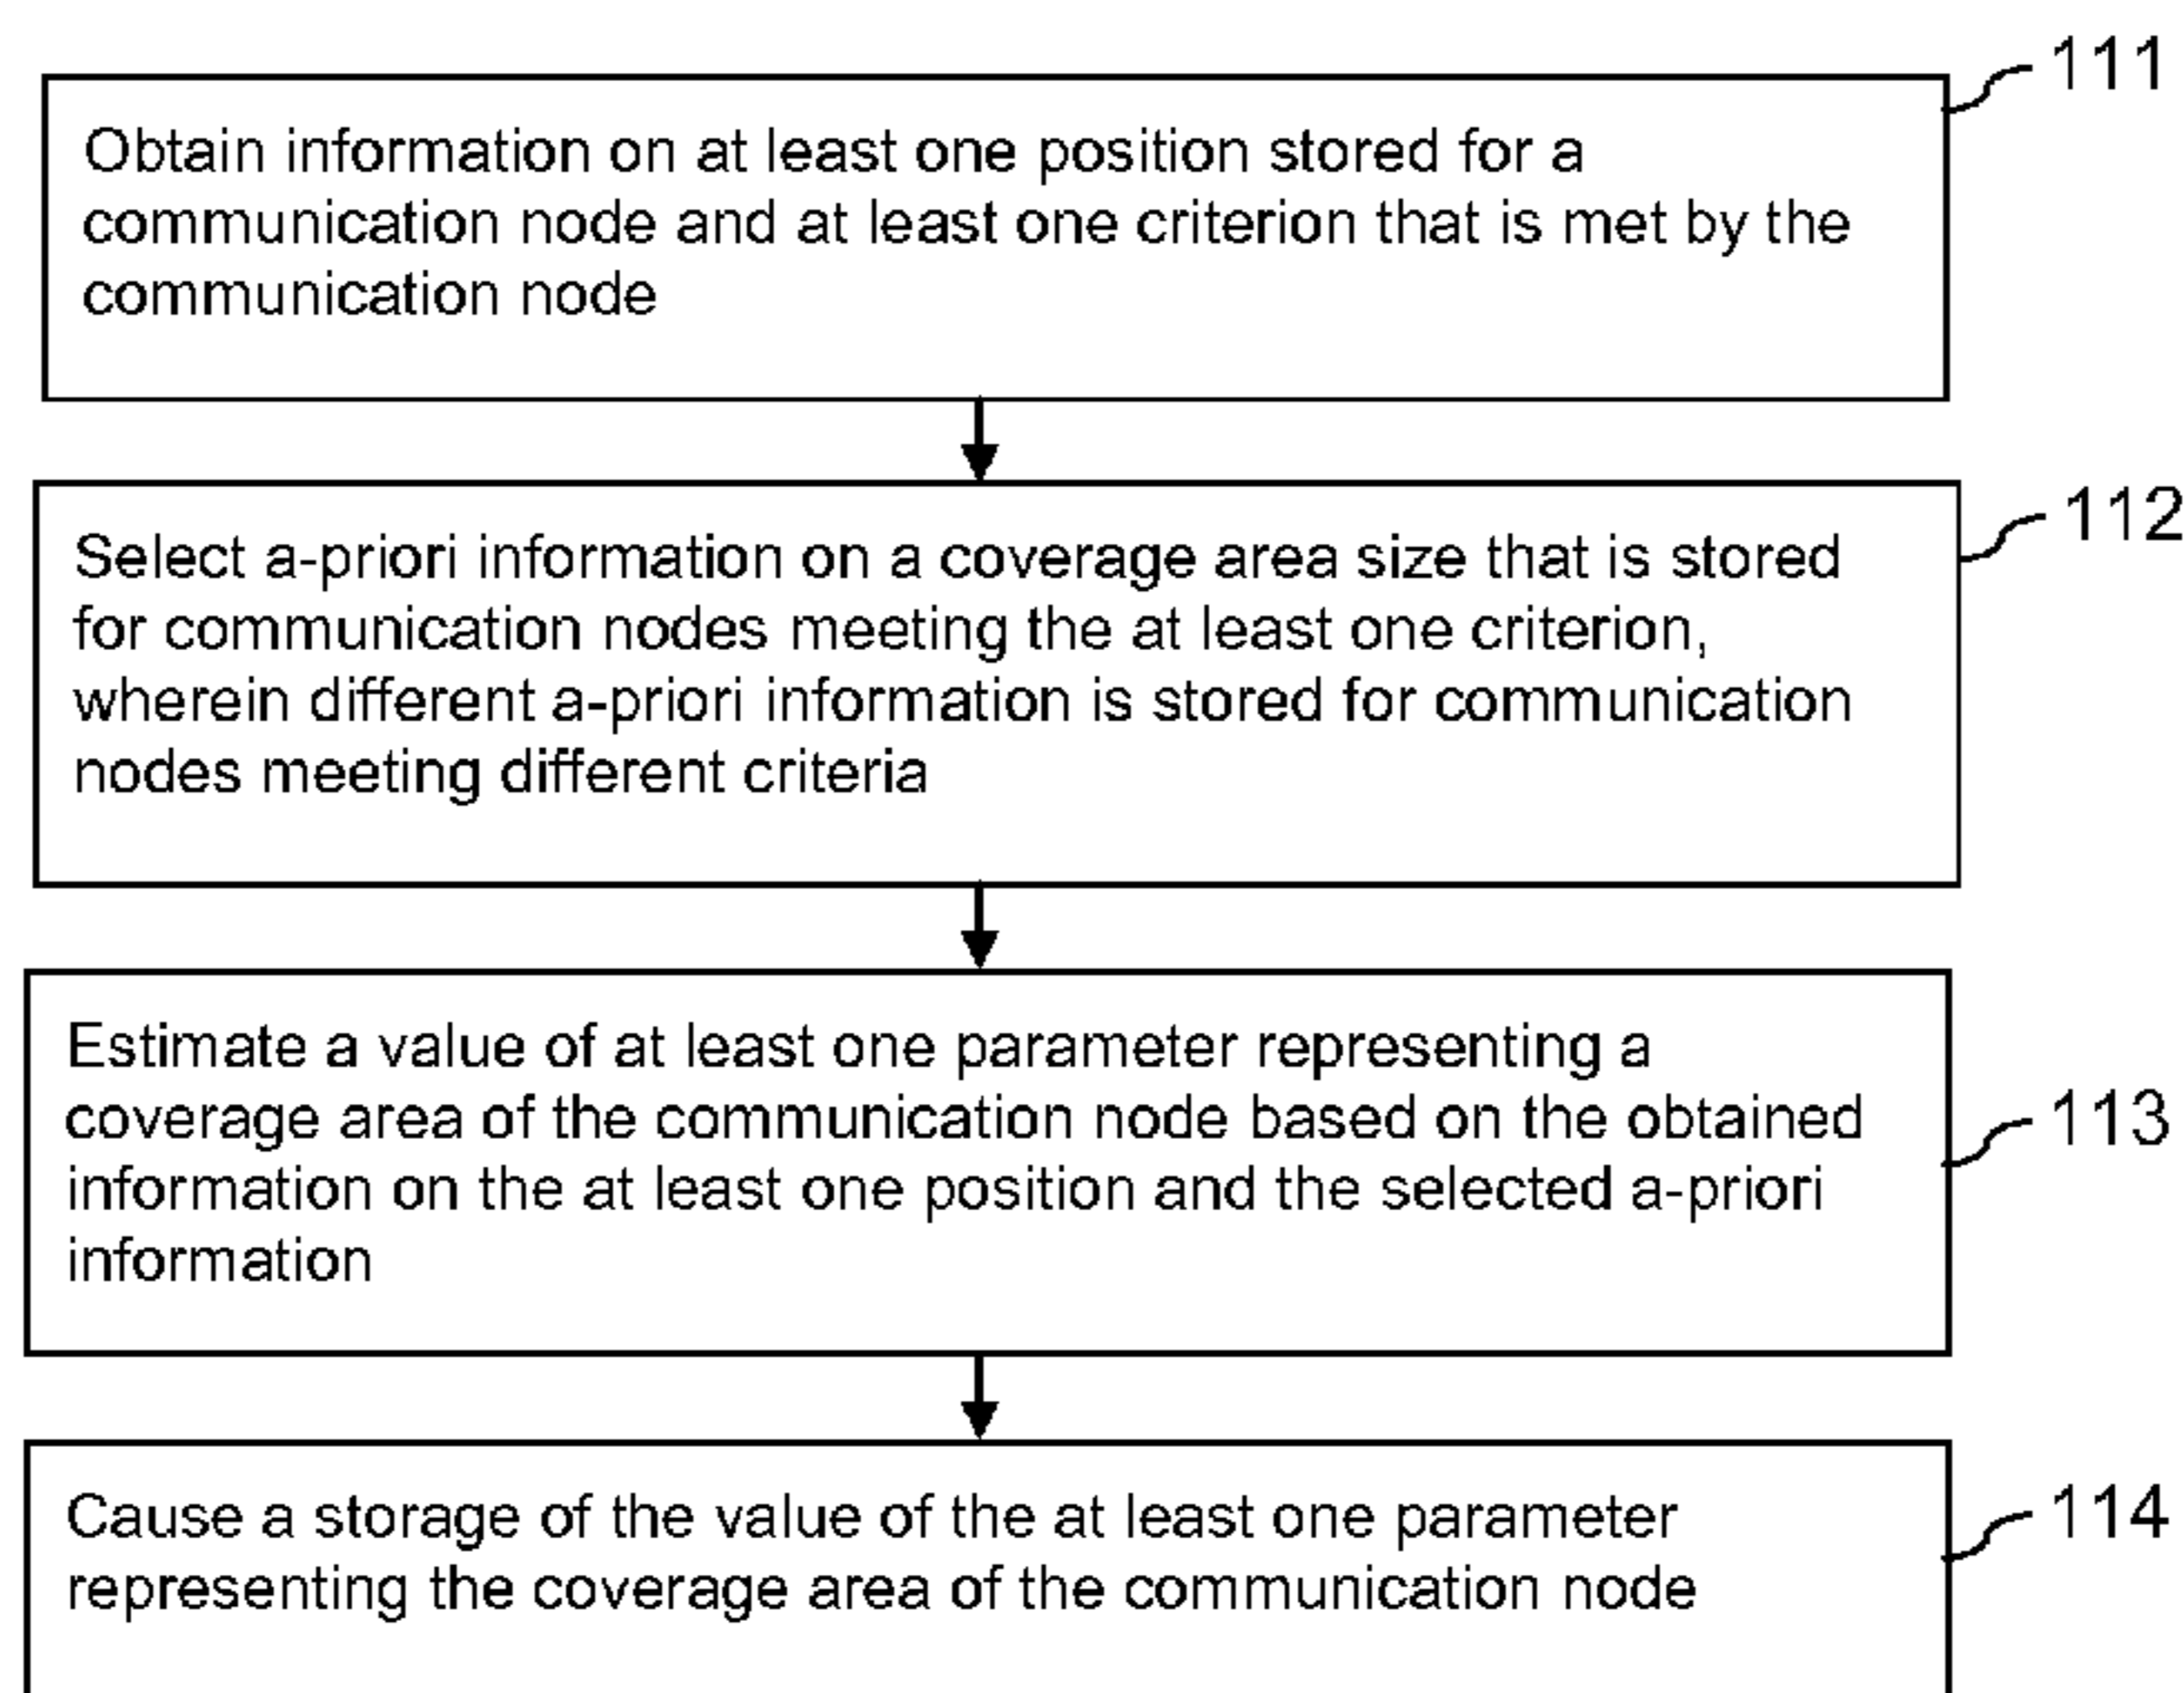 111
Obtain information on at least one position stored for a
communication node and at least one criterion that is met by the
communication node
112
Select a-priori information on a coverage area size that is stored
for communication nodes meeting the at least one criterion,
wherein different a-priori information is stored for communication
nodes meeting different criteria
Estimate a value of at least one parameter representing a
coverage area of the communication node based on the obtained
113
information on the at least one position and the selected a-priori
information
Cause a storage of the value of the at least one parameter
114
representing the coverage area of the communication node